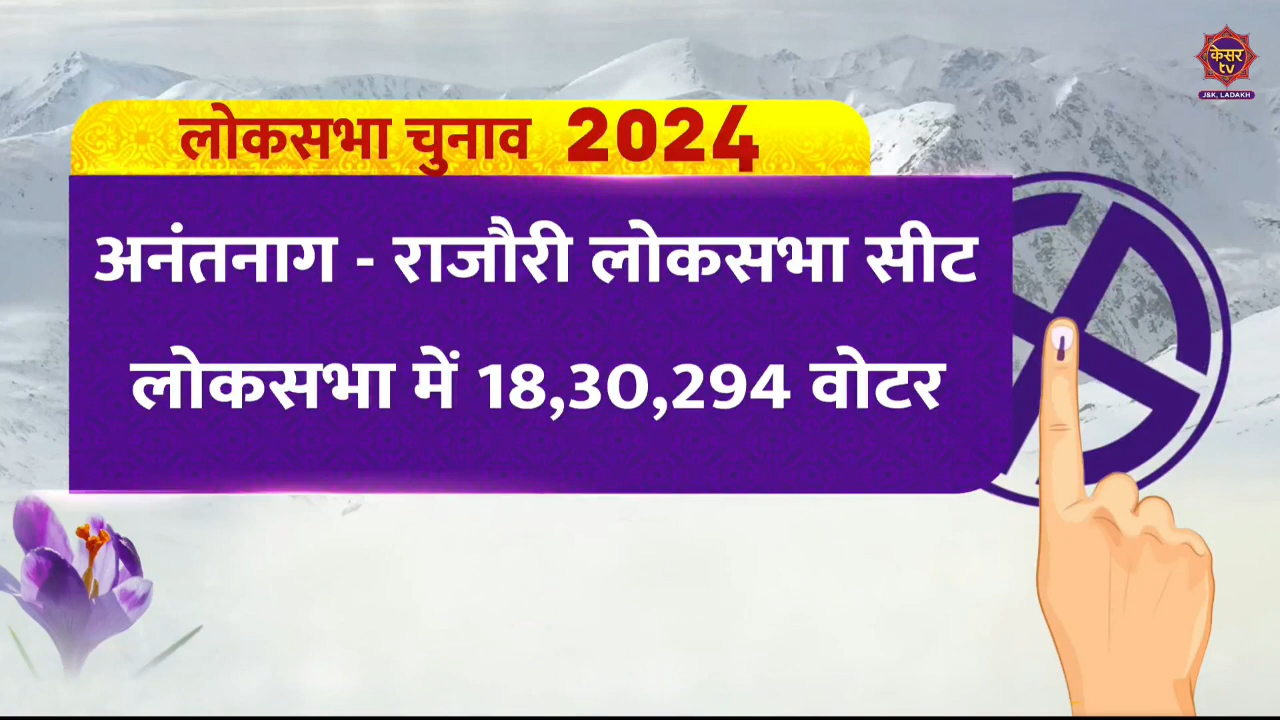 केसर
tv
J&K, LADAKH
लोकसभा चुनाव 2024
अनंतनाग - राजौरी लोकसभा सीट
लोकसभा में 18,30,294 वोटर